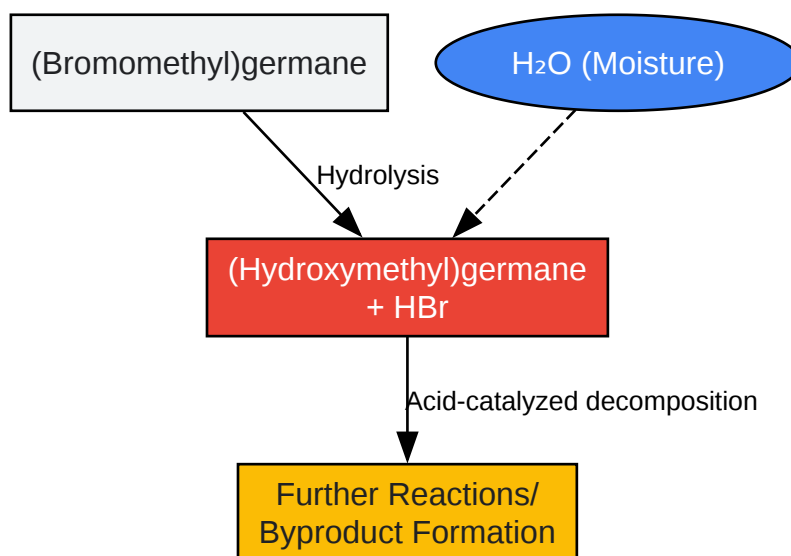 (Bromomethyl)germane
H₂O (Moisture)
Hydrolysis
(Hydroxymethyl)germane
+ HBr
Acid-catalyzed decomposition
Further Reactions/
Byproduct Formation